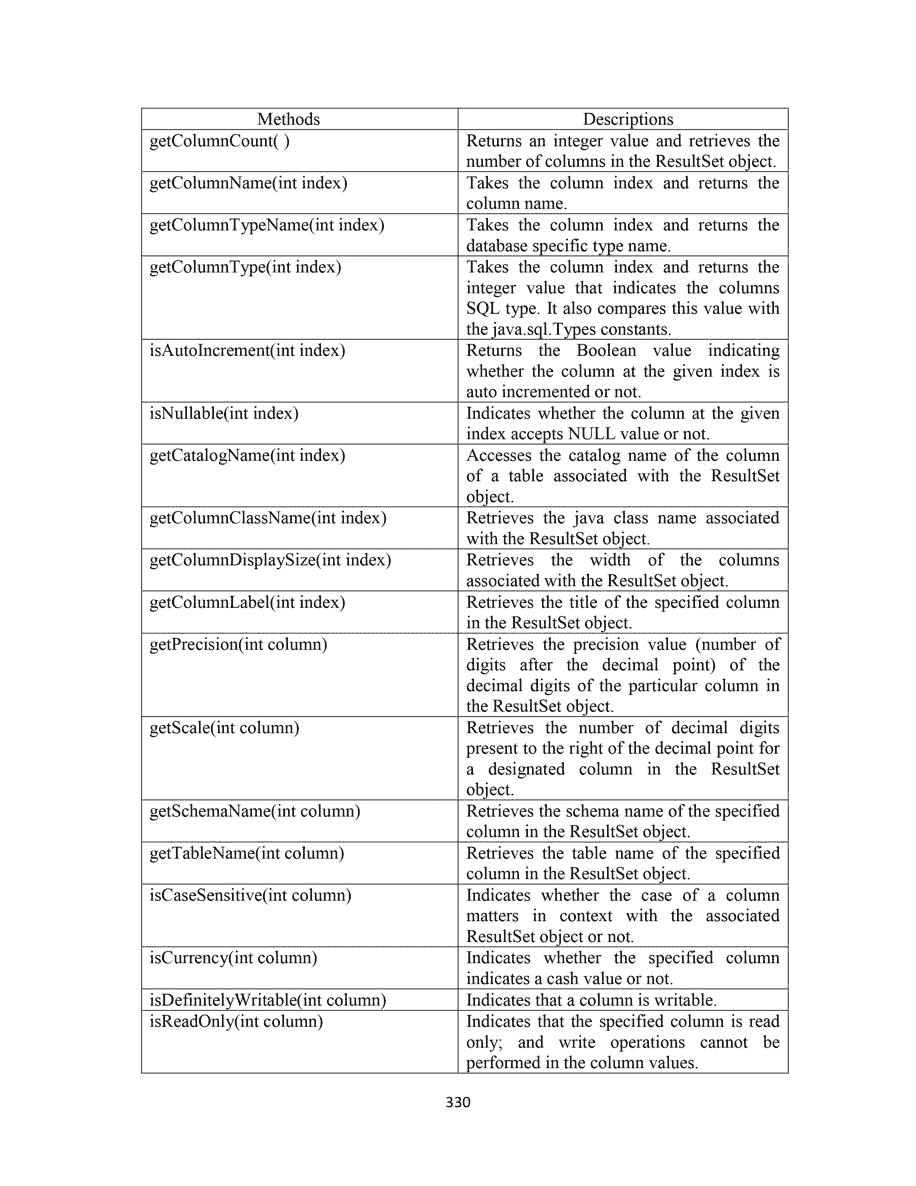 Methods Descriptions
getColumnCount( ) Returns an integer value and retrieves the
number of columns in the ResultSet object.
getColumnName(int index) Takes the column index and returns the
column name.
getColumnTypeName(int index) Takes the column index and returns the
database specific type name.
getColumnType(int index) Takes the column index and returns the
integer value that indicates the columns
SQL type. It also compares this value with
the java.sql.Types constants.
isAutoIncrement(int index) Returns the Boolean value indicating
whether the column at the given index is
auto incremented or not.
isNullable(int index) Indicates whether the column at the given
index accepts NULL value or not.
getCatalogName(int index) Accesses the catalog name of the column
of a table associated with the ResultSet
object.
getColumnClassName(int index) Retrieves the java class name associated
with the ResultSet object.
getColumnDisplaySize(int index) Retrieves the width of the columns
associated with the ResultSet object.
getColumnLabel(int index) Retrieves the title of the specified column
in the ResultSet object.
getPrecision(int column) Retrieves the precision value (number of
digits after the decimal point) of the
decimal digits of the particular column in
the ResultSet object.
getScale(int column) Retrieves the number of decimal digits
present to the right of the decimal point for
a designated column in the ResultSet
object.
getSchemaName(int column) Retrieves the schema name of the specified
column in the ResultSet object.
getTableName(int column) Retrieves the table name of the specified
column in the ResultSet object.
isCaseSensitive(int column) Indicates whether the case of a column
matters in context with the associated
ResultSet object or not.
isCurrency(int column) Indicates whether the specified column
indicates a cash value or not.
isDefinitelyWritable(int column) Indicates that a column is writable.
isReadOnly(int column) Indicates that the specified column is read
only; and write operations cannot be
performed in the column values.
330